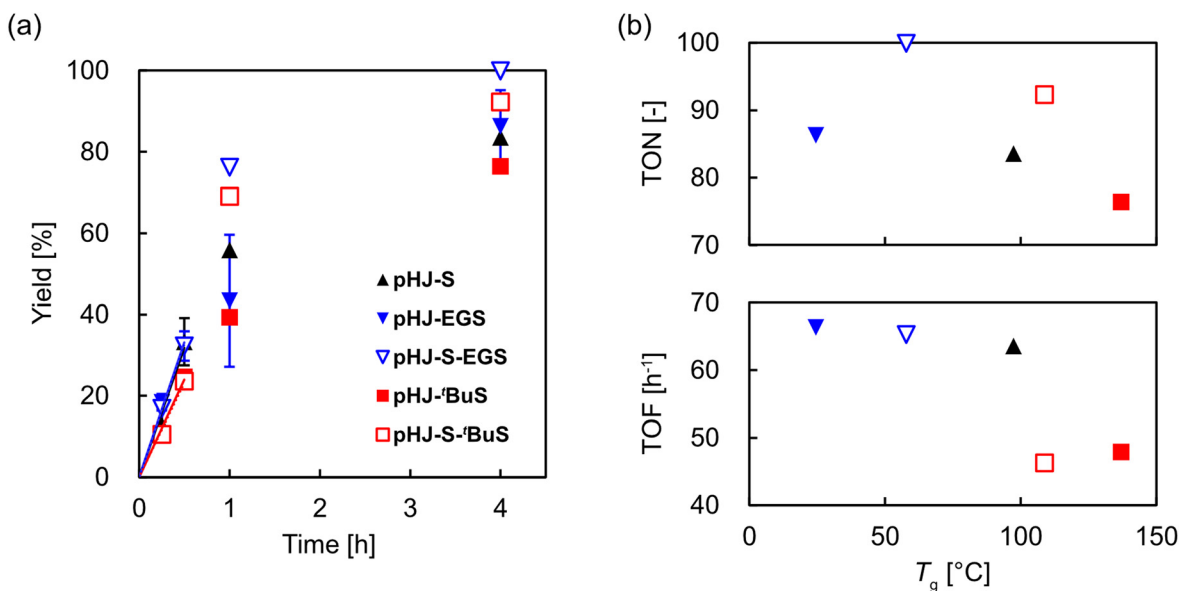 (a)
100
80
60
40
20
0
Yield [%]
0
1
2
3
4
Time [h]
pHJ-S
pHJ-EGS
pHJ-S-EGS
pHJ-ᵗBuS
pHJ-S-ᵗBuS
(b)
100
90
80
70
TON [-]
70
60
50
40
TOF [h⁻¹]
0
50
100
150
Tg [°C]